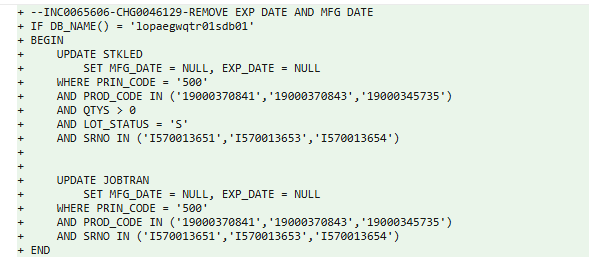 + --INC0065606-CHG0046129-REMOVE EXP DATE AND MFG DATE
+ IF DB_NAME() = 'lopaegwqtr01sdb01'
+ BEGIN
+     UPDATE STKLED
+         SET MFG_DATE = NULL, EXP_DATE = NULL
+     WHERE PRIN_CODE = '500'
+     AND PROD_CODE IN ('19000370841','19000370843','19000345735')
+     AND QTYS > 0
+     AND LOT_STATUS = 'S'
+     AND SRNO IN ('I570013651','I570013653','I570013654')
+
+
+     UPDATE JOBTRAN
+         SET MFG_DATE = NULL, EXP_DATE = NULL
+     WHERE PRIN_CODE = '500'
+     AND PROD_CODE IN ('19000370841','19000370843','19000345735')
+     AND SRNO IN ('I570013651','I570013653','I570013654')
+ END